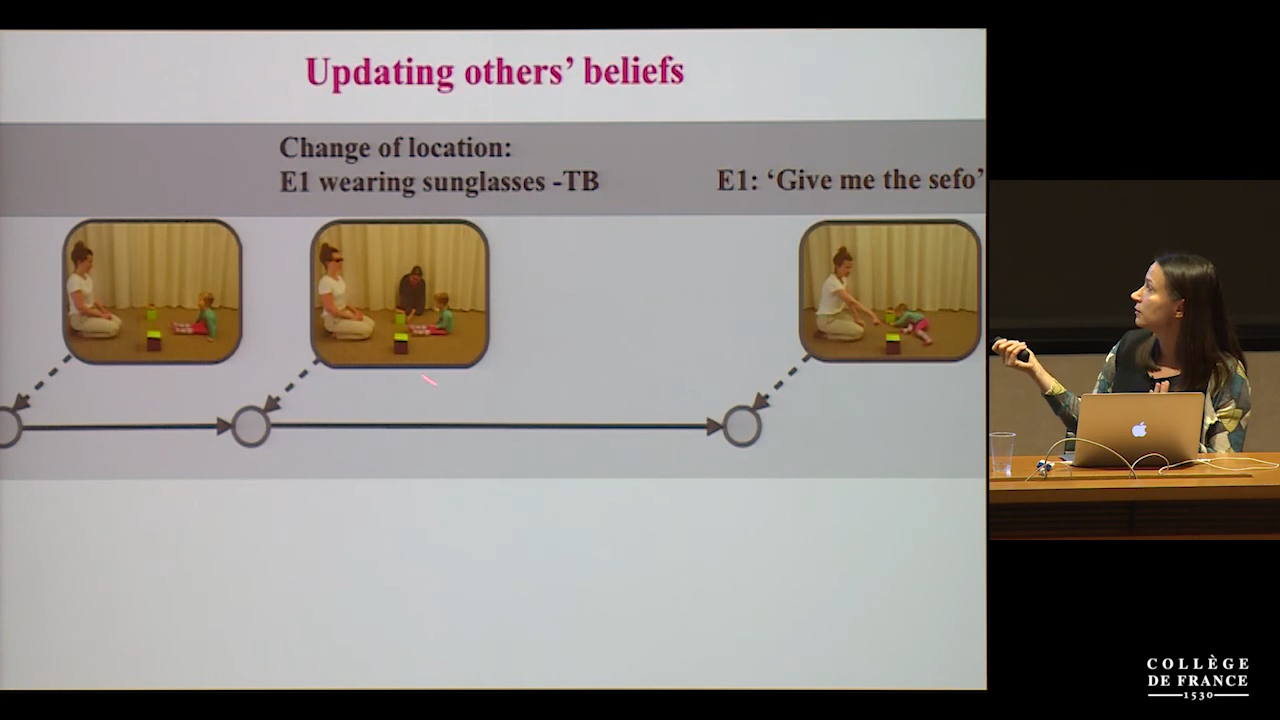 Updating others’ beliefs
Change of location:
E1 wearing sunglasses -TB
E1: ‘Give me the sefo’
COLLÈGE
DE FRANCE
1530